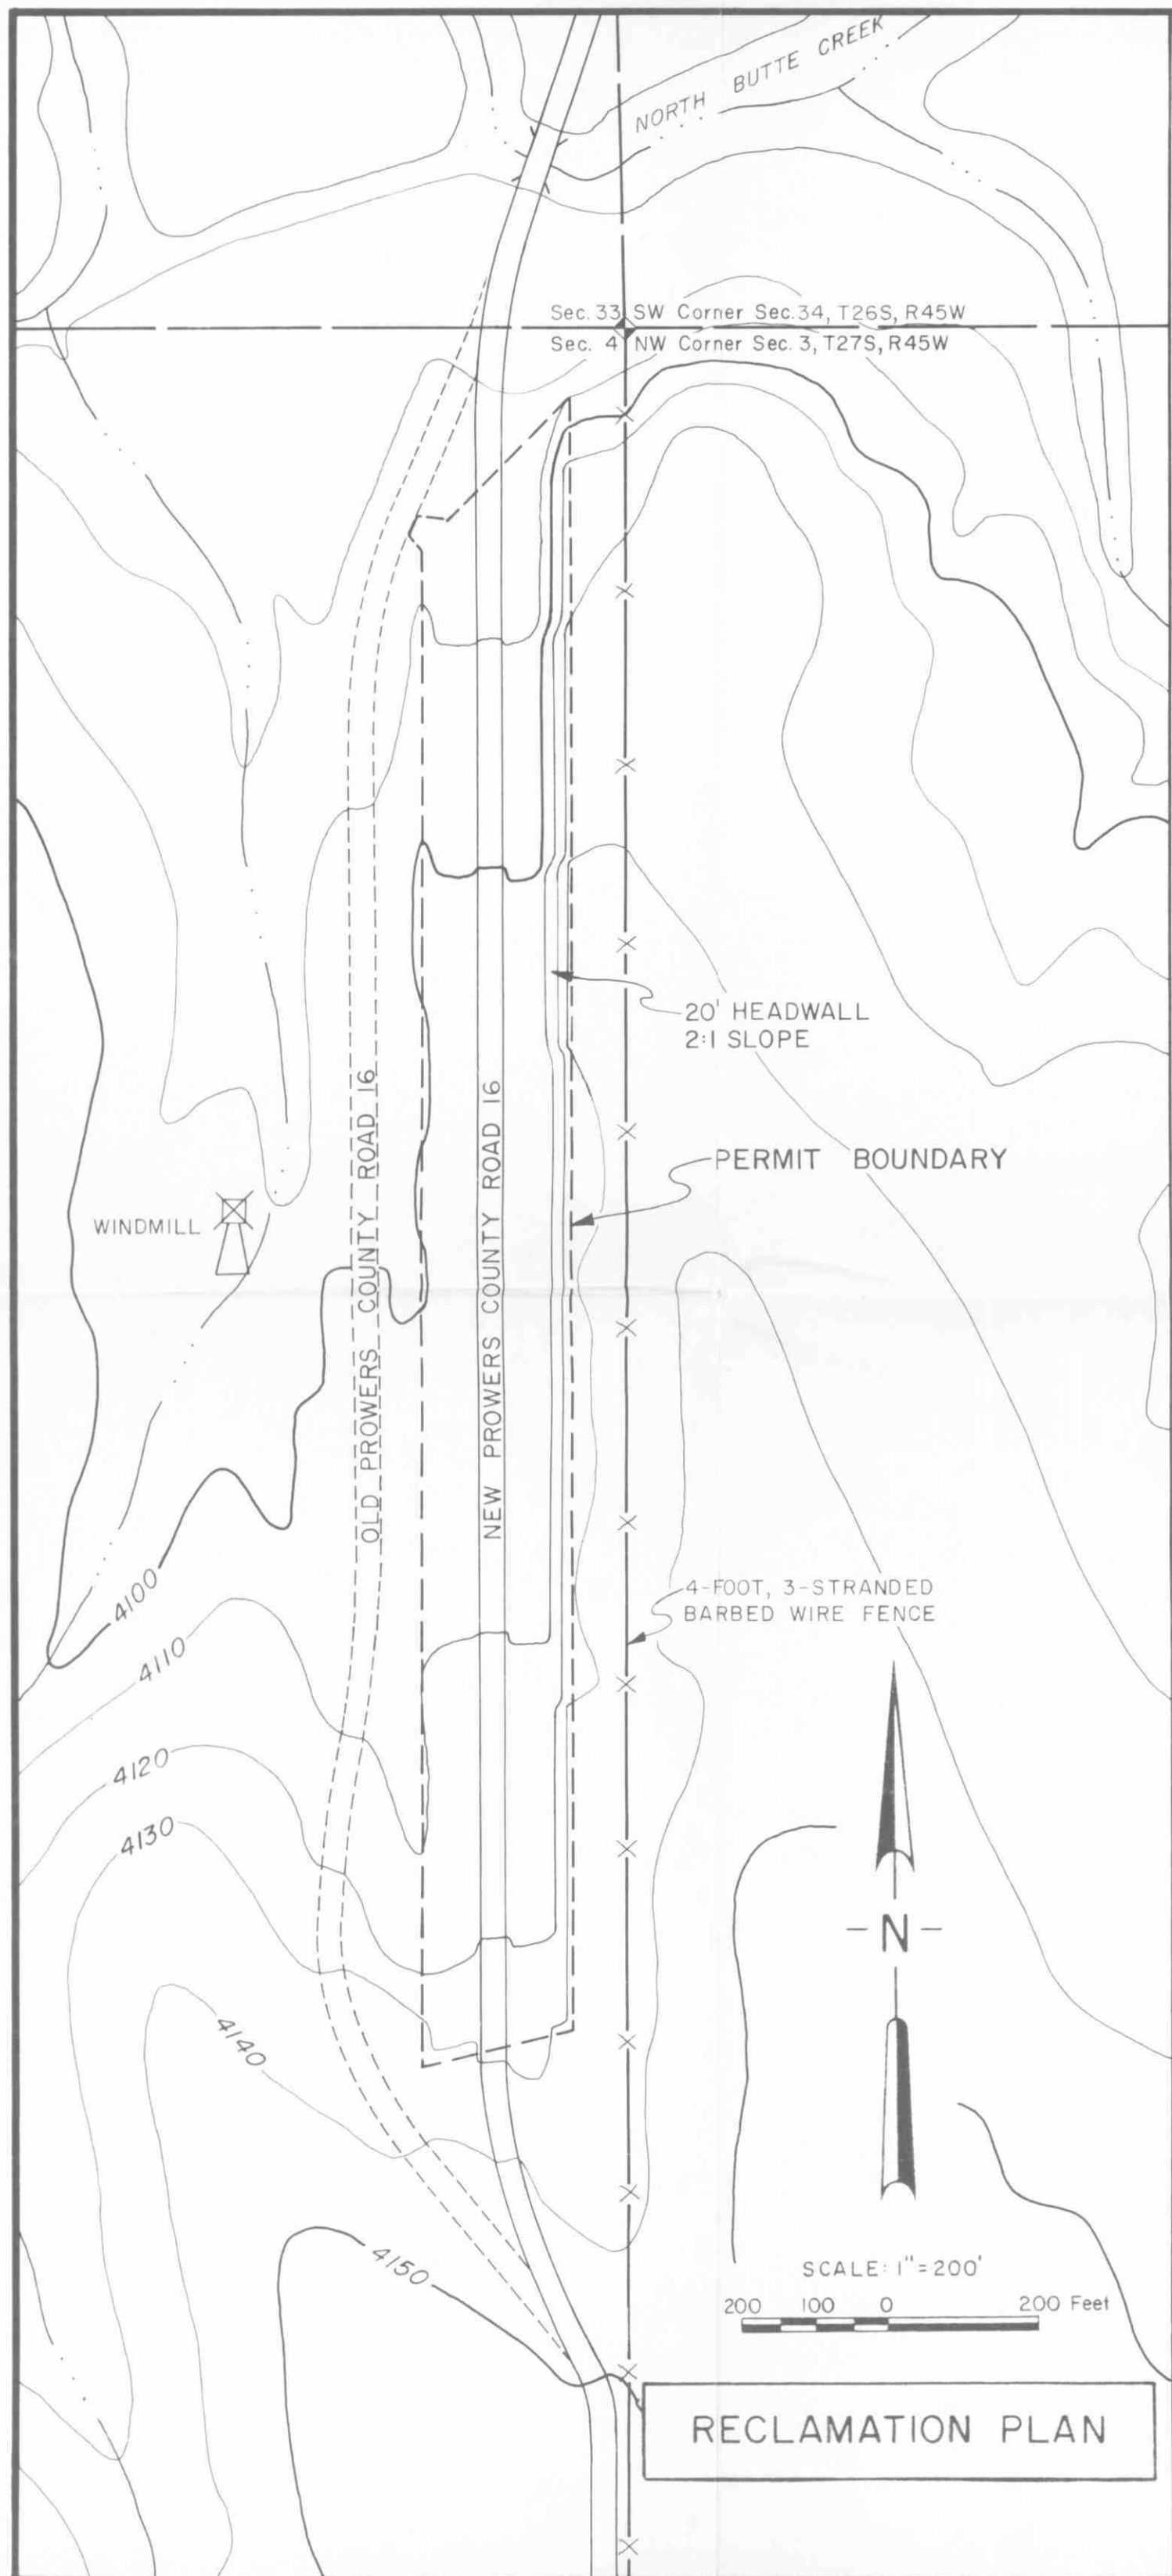 NORTH BUTTE CREEK
Sec. 33 SW Corner Sec. 34, T26S, R45W
Sec. 4 NW Corner Sec. 3, T27S, R45W
20' HEADWALL
2:1 SLOPE
PERMIT BOUNDARY
WINDMILL
OLD PROWERS COUNTY ROAD 16
NEW PROWERS COUNTY ROAD 16
4-FOOT, 3-STRANDED
BARBED WIRE FENCE
4100
4110
4120
4130
4140
4150
-N-
SCALE: 1"=200'
200 100 0 200 Feet
RECLAMATION PLAN